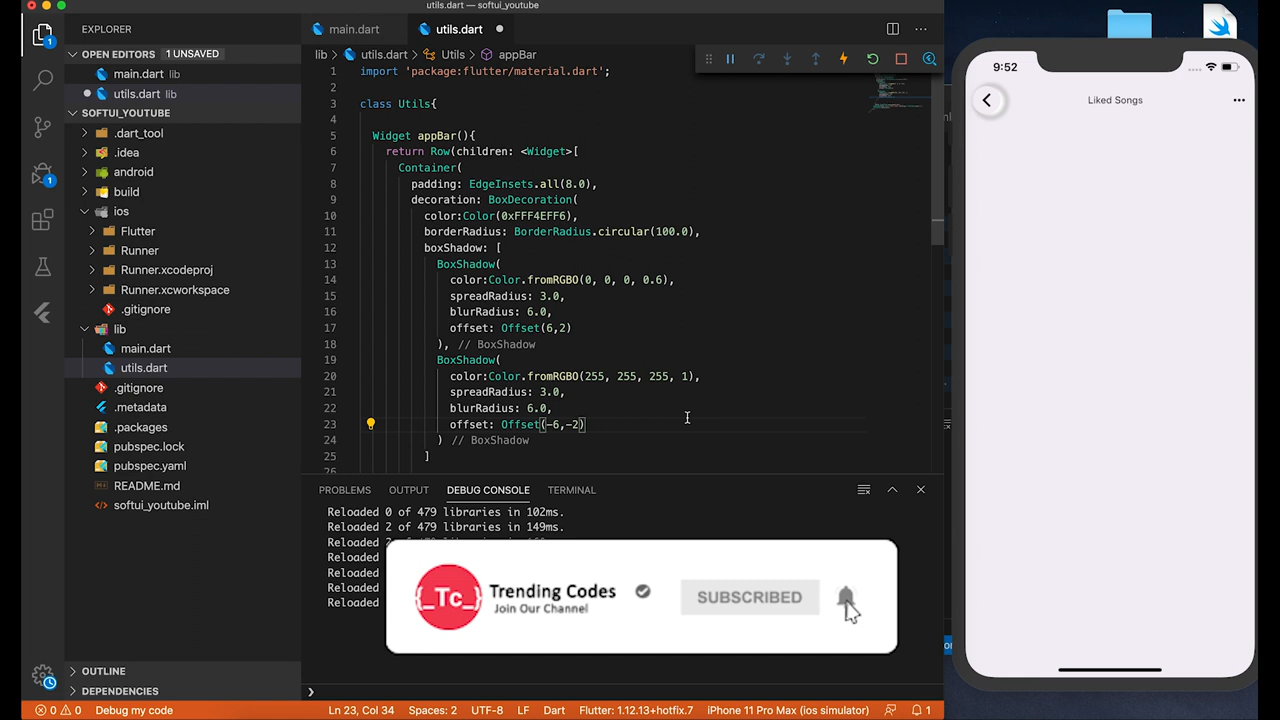 utils.dart — softui_youtube
EXPLORER
OPEN EDITORS 1 UNSAVED
main.dart lib
utils.dart lib
SOFTUI_YOUTUBE
.dart_tool
.idea
android
build
ios
Flutter
Runner
Runner.xcodeproj
Runner.xcworkspace
.gitignore
lib
main.dart
utils.dart
.gitignore
.metadata
.packages
pubspec.lock
pubspec.yaml
README.md
softui_youtube.iml
OUTLINE
DEPENDENCIES
1
1
main.dart
utils.dart
lib > utils.dart > Utils > appBar
1 import 'package:flutter/material.dart';
2
3 class Utils{
4
5 Widget appBar(){
6 return Row(children: <Widget>[
7 Container(
8 padding: EdgeInsets.all(8.0),
9 decoration: BoxDecoration(
10 color:Color(0xFFF4EFF6),
11 borderRadius: BorderRadius.circular(100.0),
12 boxShadow: [
13 BoxShadow(
14 color:Color.fromRGBO(0, 0, 0, 0.6),
15 spreadRadius: 3.0,
16 blurRadius: 6.0,
17 offset: Offset(6,2)
18 ), // BoxShadow
19 BoxShadow(
20 color:Color.fromRGBO(255, 255, 255, 1),
21 spreadRadius: 3.0,
22 blurRadius: 6.0,
23 offset: Offset(-6,-2)
24 ) // BoxShadow
25 ]
26
PROBLEMS OUTPUT DEBUG CONSOLE TERMINAL
Reloaded 0 of 479 libraries in 102ms.
Reloaded 2 of 479 libraries in 149ms.
Reloaded
Reloaded
Reloaded
Reloaded
Reloaded
{_Tc_}
Trending Codes
Join Our Channel
SUBSCRIBED
0 0 Debug my code
Ln 23, Col 34 Spaces: 2 UTF-8 LF Dart Flutter: 1.12.13+hotfix.7 iPhone 11 Pro Max (ios simulator) 1
9:52
Liked Songs